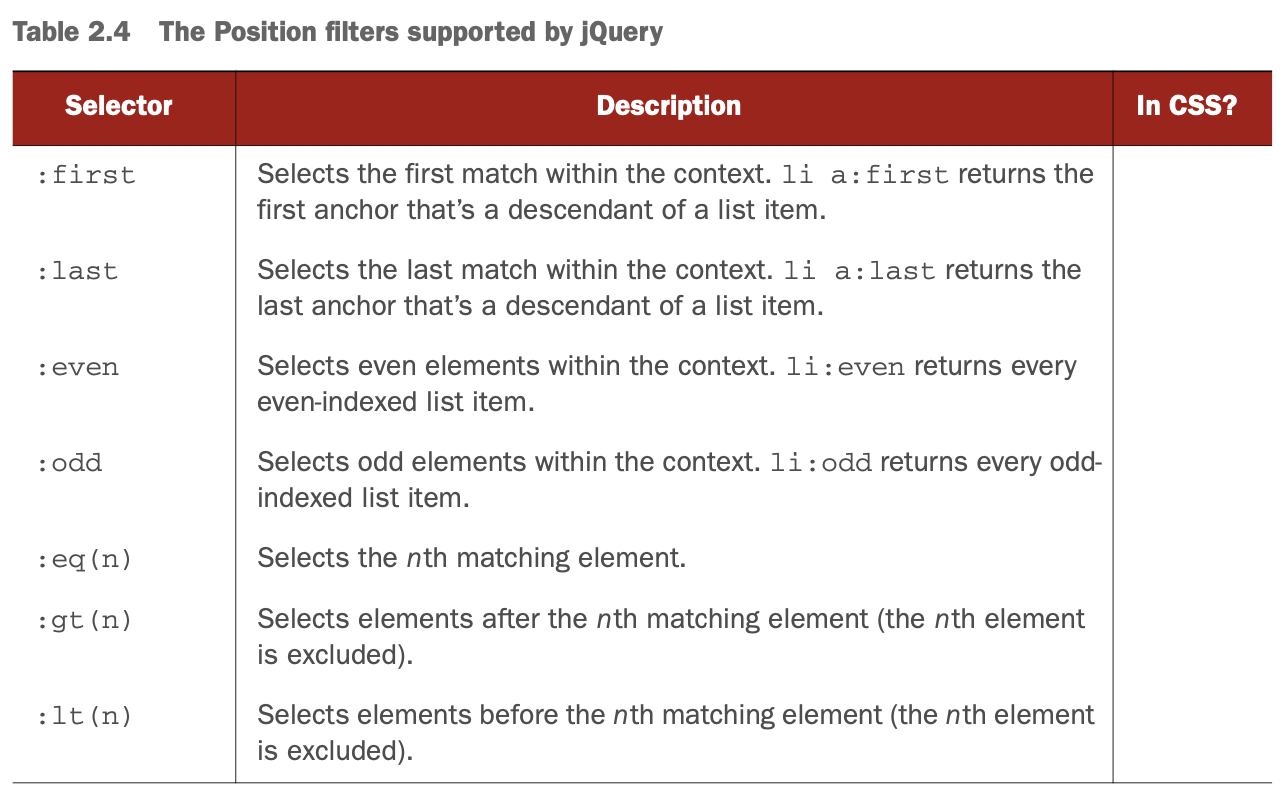 Table 2.4 The Position filters supported by jQuery
Selector Description In CSS?
:first Selects the first match within the context. li a:first returns the
first anchor that’s a descendant of a list item.
:last Selects the last match within the context. li a:last returns the
last anchor that’s a descendant of a list item.
:even Selects even elements within the context. li:even returns every
even-indexed list item.
:odd Selects odd elements within the context. li:odd returns every odd-
indexed list item.
:eq(n) Selects the nth matching element.
:gt(n) Selects elements after the nth matching element (the nth element
is excluded).
:lt(n) Selects elements before the nth matching element (the nth element
is excluded).